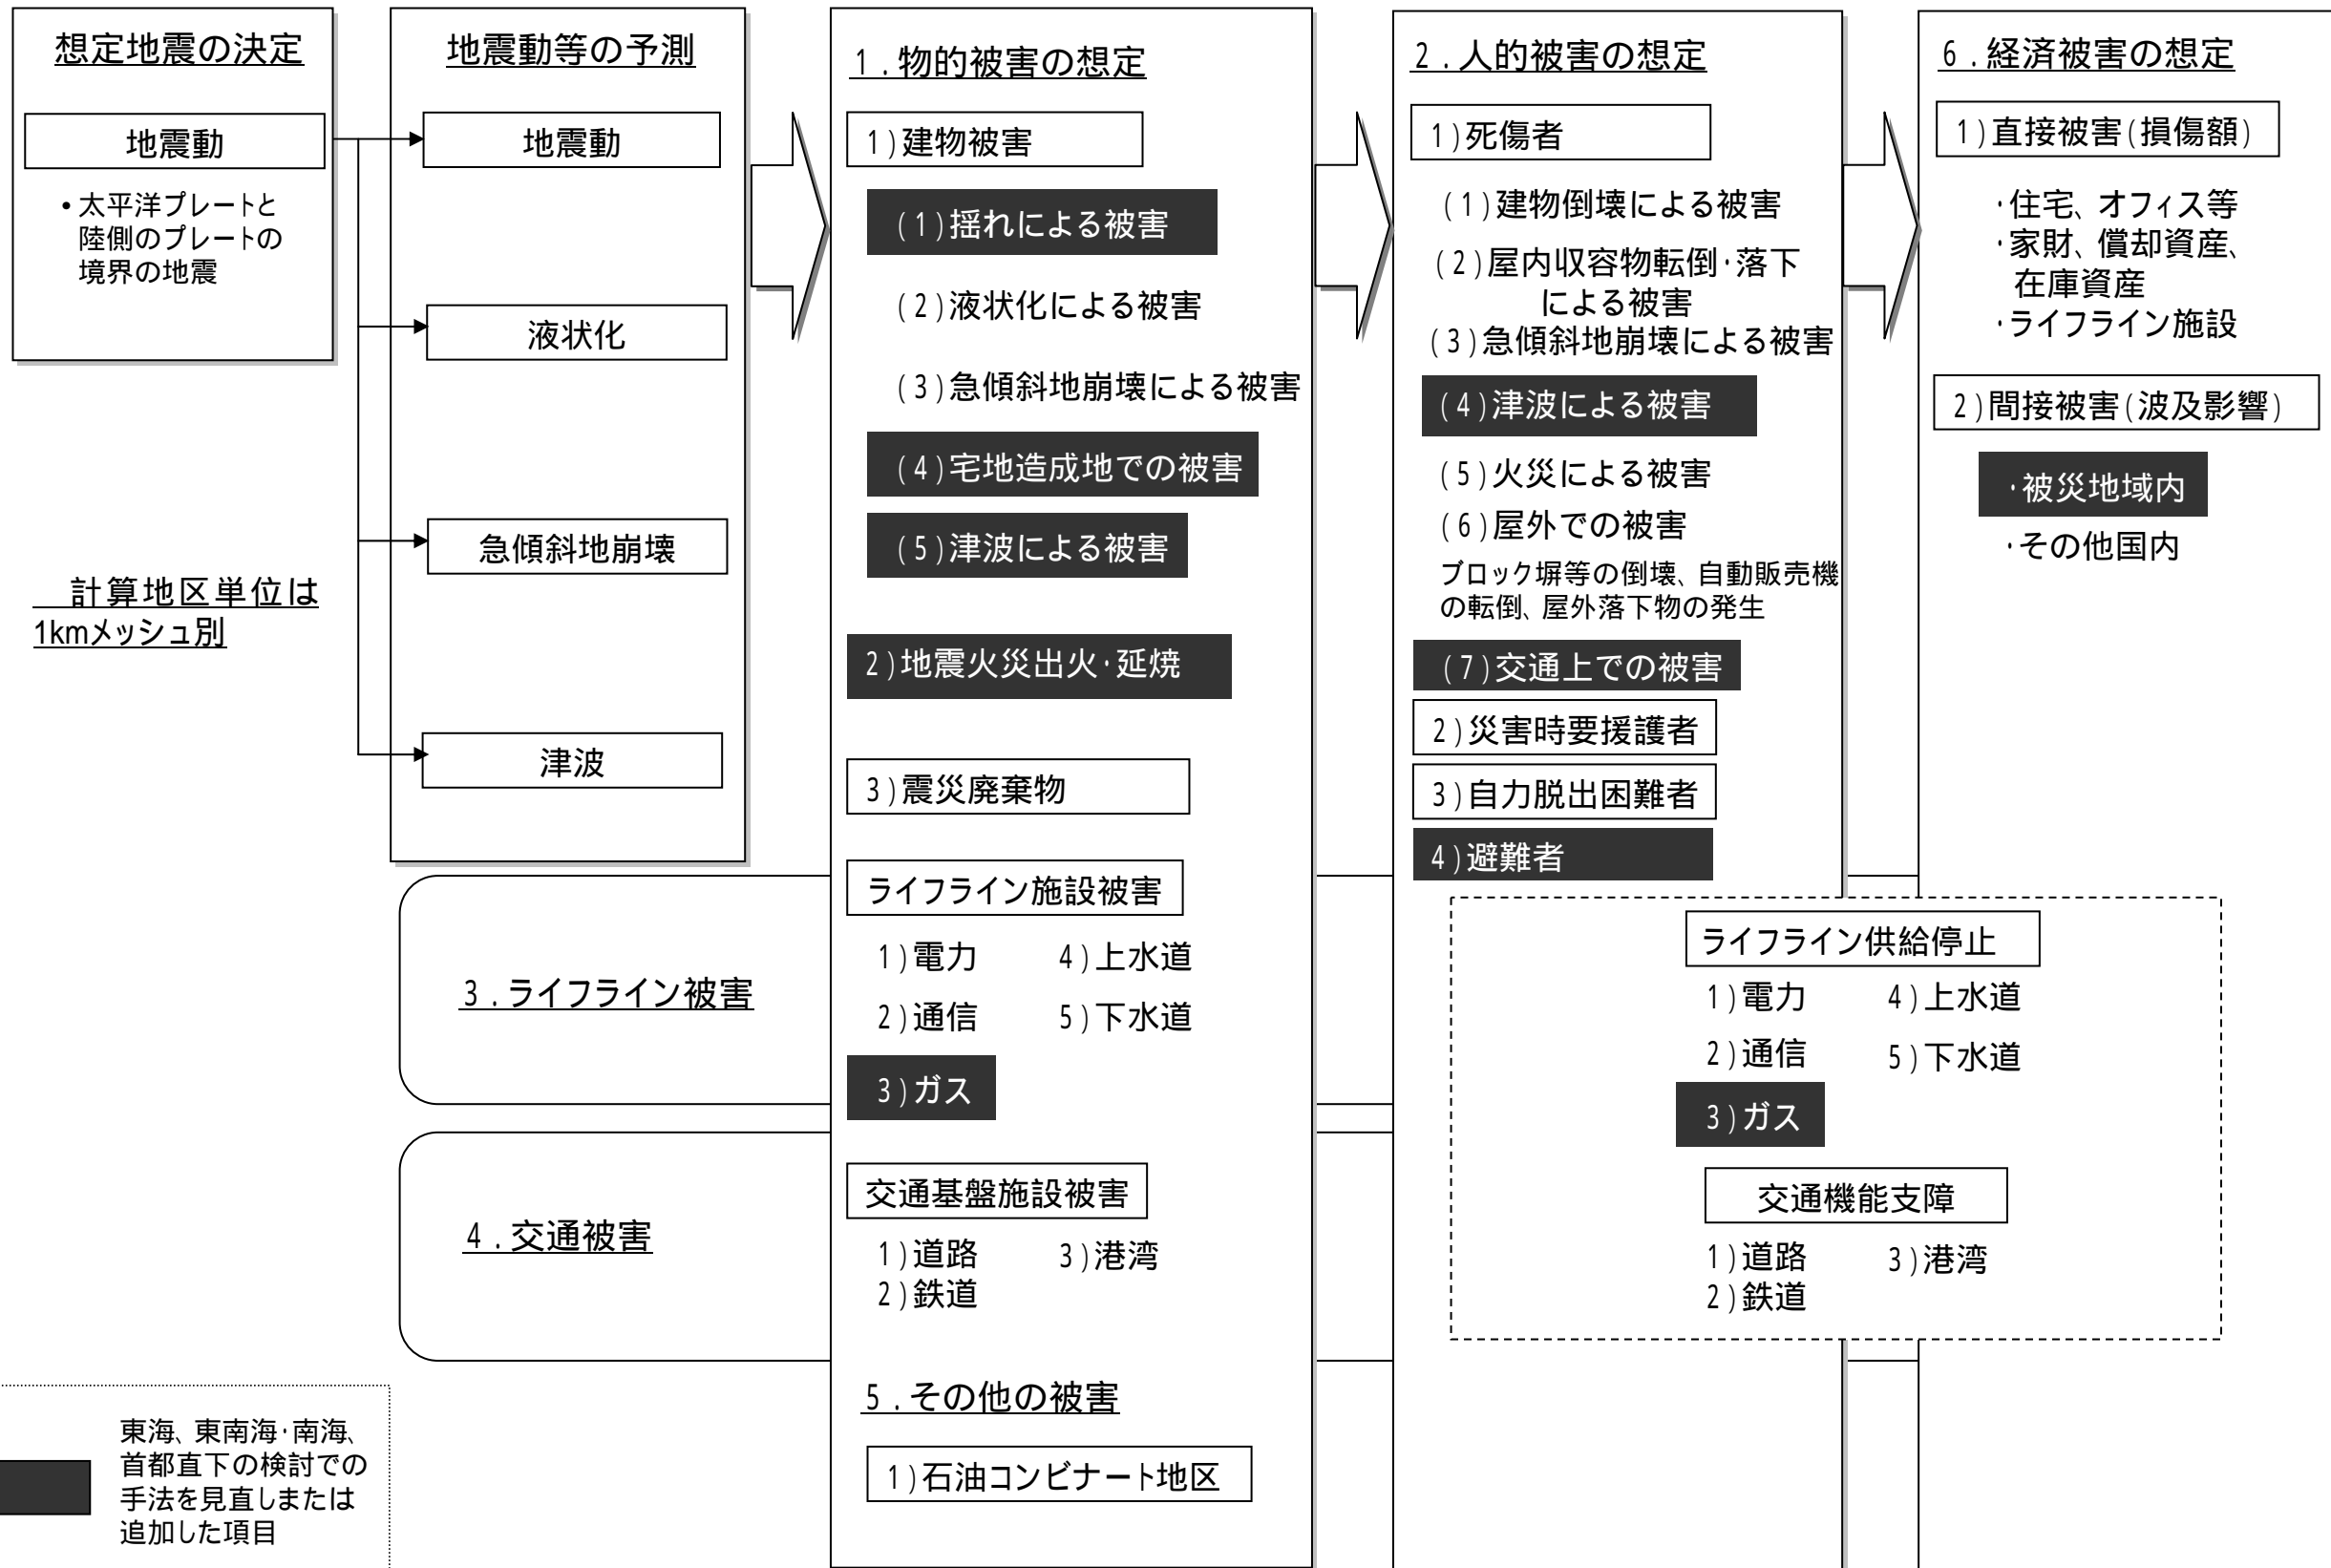 想定地震の決定
地震動
•太平洋プレートと
陸側のプレートの
境界の地震
計算地区単位は
1kmメッシュ別
地震動等の予測
地震動
液状化
急傾斜地崩壊
津波
1.物的被害の想定
1)建物被害
(1)揺れによる被害
(2)液状化による被害
(3)急傾斜地崩壊による被害
(4)宅地造成地での被害
(5)津波による被害
2)地震火災出火・延焼
3)震災廃棄物
3.ライフライン被害
ライフライン施設被害
1)電力 4)上水道
2)通信 5)下水道
3)ガス
4.交通被害
交通基盤施設被害
1)道路 3)港湾
2)鉄道
5.その他の被害
1)石油コンビナート地区
2.人的被害の想定
1)死傷者
(1)建物倒壊による被害
(2)屋内収容物転倒・落下
による被害
(3)急傾斜地崩壊による被害
(4)津波による被害
(5)火災による被害
(6)屋外での被害
ブロック塀等の倒壊、自動販売機
の転倒、屋外落下物の発生
(7)交通上での被害
2)災害時要援護者
3)自力脱出困難者
4)避難者
ライフライン供給停止
1)電力 4)上水道
2)通信 5)下水道
3)ガス
交通機能支障
1)道路 3)港湾
2)鉄道
6.経済被害の想定
1)直接被害(損傷額)
・住宅、オフィス等
・家財、償却資産、
在庫資産
・ライフライン施設
2)間接被害(波及影響)
・被災地域内
・その他国内
東海、東南海・南海、
首都直下の検討での
手法を見直しまたは
追加した項目